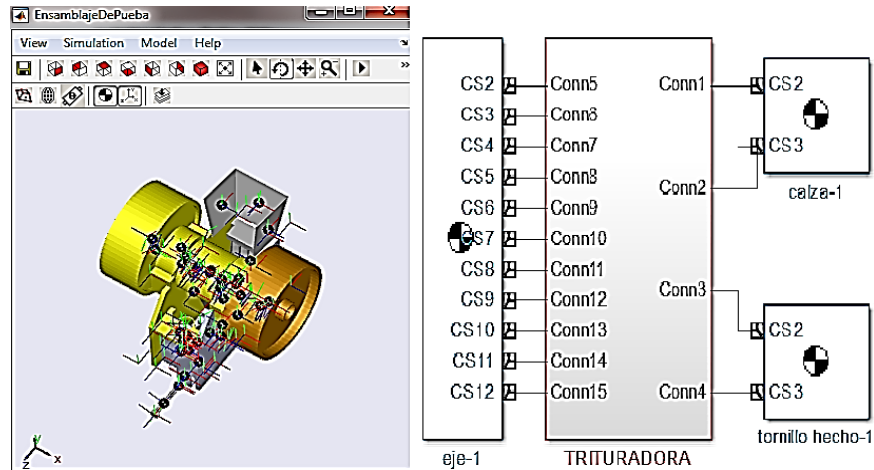 EnsamblajeDePueba
View Simulation Model Help
y
x
z
CS2
CS3
CS4
CS5
CS6
CS7
CS8
CS9
CS10
CS11
CS12
eje-1
Conn5
Conn6
Conn7
Conn8
Conn9
Conn10
Conn11
Conn12
Conn13
Conn14
Conn15
Conn1
Conn2
Conn3
Conn4
TRITURADORA
CS2
CS3
calza-1
CS2
CS3
tornillo hecho-1